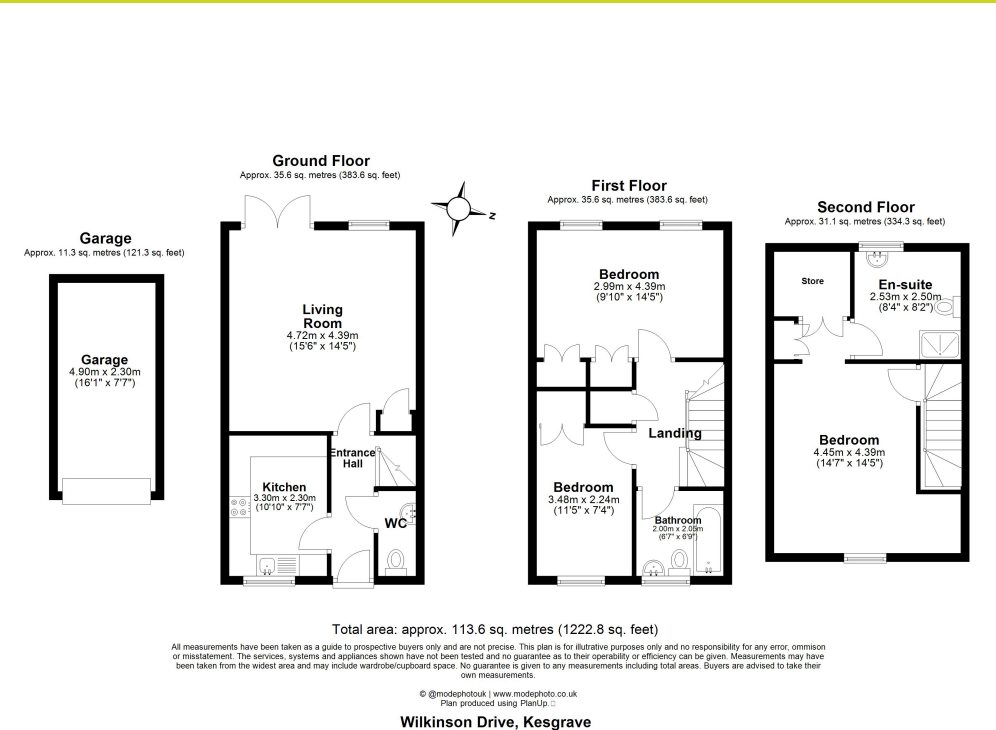 Ground Floor
Approx. 35.6 sq. metres (383.6 sq. feet)
First Floor
Approx. 35.6 sq. metres (383.6 sq. feet)
Second Floor
Approx. 31.1 sq. metres (334.3 sq. feet)
Garage
Approx. 11.3 sq. metres (121.3 sq. feet)
Z
Garage
4.90m x 2.30m
(16'1" x 7'7")
Living
Room
4.72m x 4.39m
(15'6" x 14'5")
Entrance
Hall
Kitchen
3.30m x 2.30m
(10'10" x 7'7")
WC
Bedroom
2.99m x 4.39m
(9'10" x 14'5")
Landing
Bedroom
3.48m x 2.24m
(11'5" x 7'4")
Bathroom
2.00m x 2.05m
(6'7" x 6'9")
Store
En-suite
2.53m x 2.50m
(8'4" x 8'2")
Bedroom
4.45m x 4.39m
(14'7" x 14'5")
Total area: approx. 113.6 sq. metres (1222.8 sq. feet)
All measurements have been taken as a guide to prospective buyers only and are not precise. This plan is for illutrative purposes only and no responsibility for any error, ommison
or misstatement. The services, systems and appliances shown have not been tested and no guarantee as to their operability or efficiency can be given. Measurements may have
been taken from the widest area and may include wardrobe/cupboard space. No guarantee is given to any measurements including total areas. Buyers are advised to take their
own measurements.
© @modephotouk | www.modephoto.co.uk
Plan produced using PlanUp.
Wilkinson Drive, Kesgrave